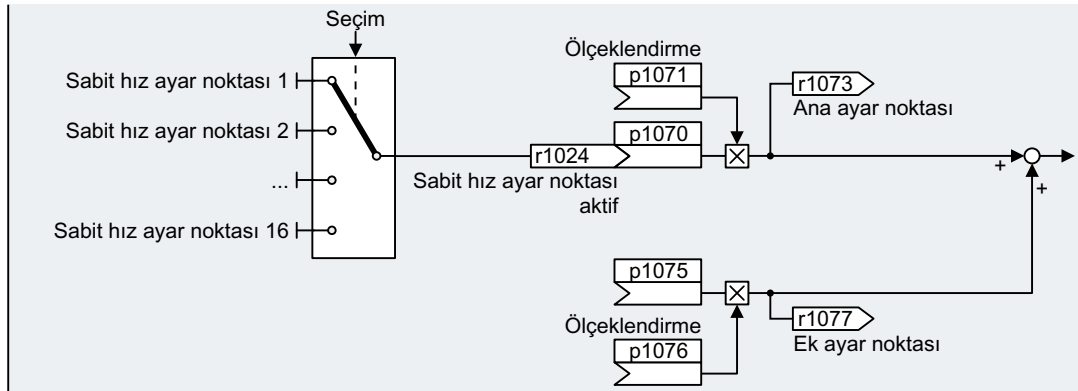 Seçim
Ölçeklendirme
p1071
r1073
Ana ayar noktası
Sabit hız ayar noktası 1
Sabit hız ayar noktası 2
p1070
r1024
Sabit hız ayar noktası
aktif
+
+
...
Sabit hız ayar noktası 16
p1075
r1077
Ek ayar noktası
Ölçeklendirme
p1076